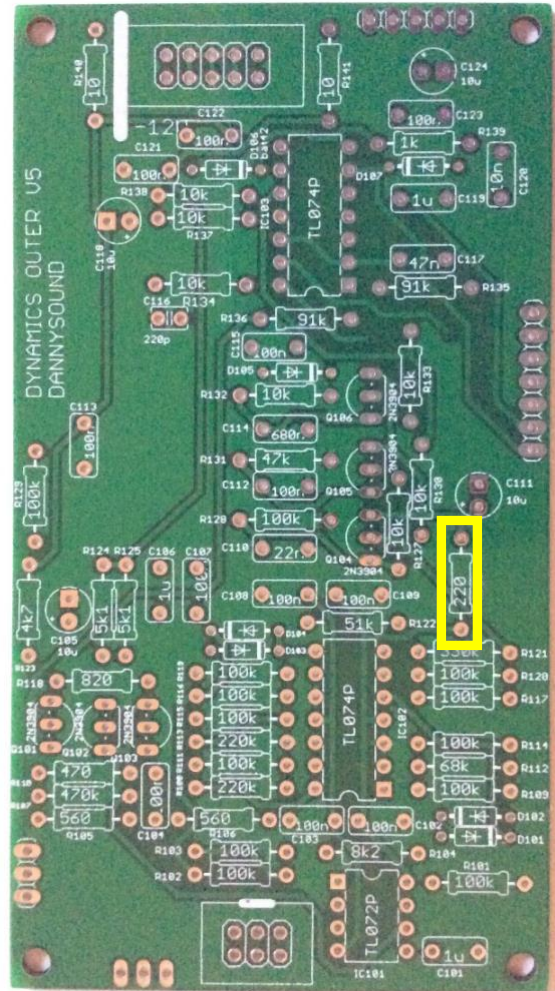 R140
10
10
R141
C124
10u
-12V
C122
100n
C123
100n
R139
1k
C121
100n
D106
bat42
D107
C120
10n
R138
10k
IC103
TL074P
1u
C119
10k
R137
C118
10u
47n
C117
10k
R134
91k
R135
C116
220p
R136
91k
DYNAMICS OUTER V5
DANNYSOUND
C115
100n
D105
R133
10k
R132
10k
Q106
2N3904
C113
100n
C114
680n
R131
47k
2N3904
R129
100k
C112
100n
Q105
R130
10k
C111
10u
R128
100k
10k
R127
C110
22n
Q104
2N3904
220
R124
R125
C106
C107
4k7
R123
C105
10u
5k1
5k1
1u
C108
100n
100n
C109
51k
R122
D104
D103
R118
820
R119
100k
R121
100k
100k
R120
2N3904
2N3904
100k
TL074P
100k
R117
Q101
Q102
Q103
220k
IC102
100k
R114
470
100k
68k
R112
R107
470k
220k
100k
R109
560
R105
C104
560
R106
100n
C103
100n
C102
D102
D101
R103
100k
8k2
R104
R102
100k
R101
100k
TL072P
IC101
1u
C101